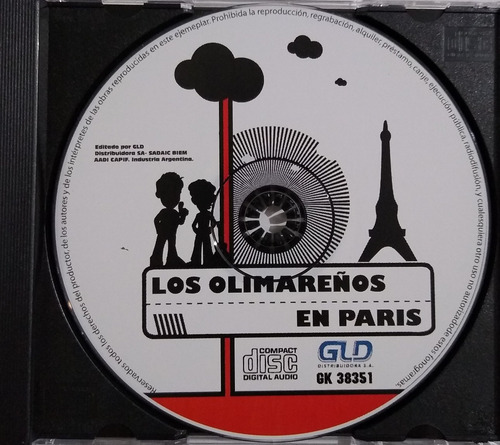 Reservados todos los derechos del productor, de los autores y de los intérpretes de las obras reproducidas en este ejemeplar. Prohibida la reproducción, regrabación, alquiler, préstamo, canje, ejecución pública, radiodifusión, y cualesquiera otro uso no autorizado de estos fonogramas.
Editado por GLD
Distribuidora SA- SADAIC BIEM
AADI CAPIF. Industria Argentina.
LOS OLIMAREÑOS
EN PARIS
COMPACT
disc
DIGITAL AUDIO
GLD
DISTRIBUIDORA S.A.
GK 38351